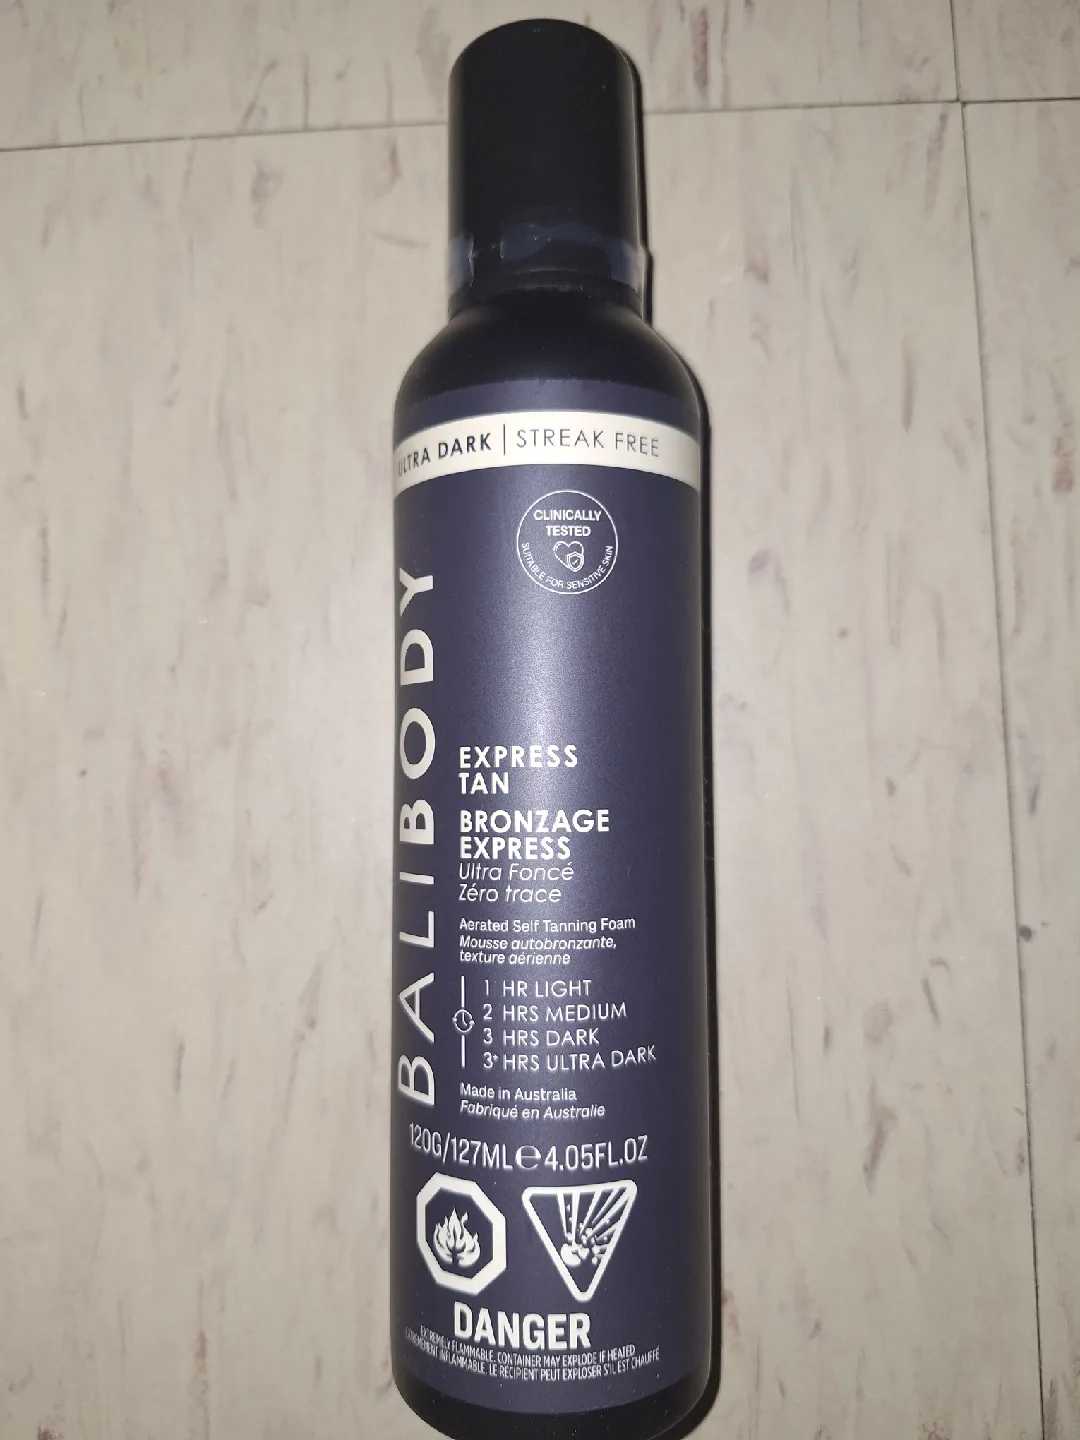 ULTRA DARK | STREAK FREE
CLINICALLY
TESTED
SUITABLE FOR SENSITIVE SKIN
BALIBODY
EXPRESS
TAN
BRONZAGE
EXPRESS
Ultra Foncé
Zéro trace
Aerated Self Tanning Foam
Mousse autobronzante,
texture aérienne
1 HR LIGHT
2 HRS MEDIUM
3 HRS DARK
3+ HRS ULTRA DARK
Made in Australia
Fabriqué en Australie
120G/127ML℮4.05FL.OZ
DANGER
EXTREMELY FLAMMABLE. CONTAINER MAY EXPLODE IF HEATED
EXTRÊMEMENT INFLAMMABLE. LE RÉCIPIENT PEUT EXPLOSER S'IL EST CHAUFFÉ